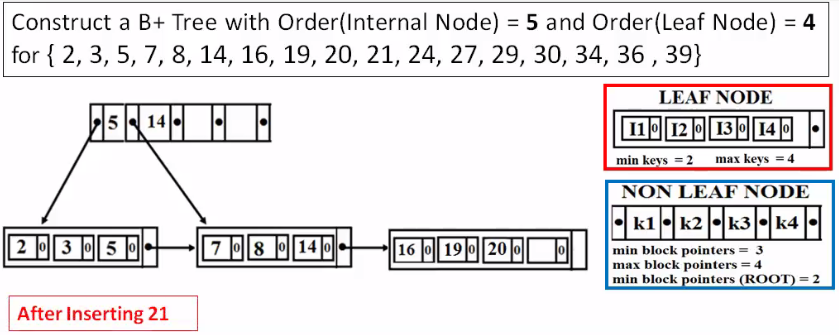 Construct a B+ Tree with Order(Internal Node) = 5 and Order(Leaf Node) = 4
for { 2, 3, 5, 7, 8, 14, 16, 19, 20, 21, 24, 27, 29, 30, 34, 36 , 39}
5 14
LEAF NODE
I1 0 I2 0 I3 0 I4 0
min keys = 2 max keys = 4
NON LEAF NODE
k1 k2 k3 k4
min block pointers = 3
max block pointers = 4
min block pointers (ROOT) = 2
2 0 3 0 5 0
7 0 8 0 14 0
16 0 19 0 20 0 0
After Inserting 21